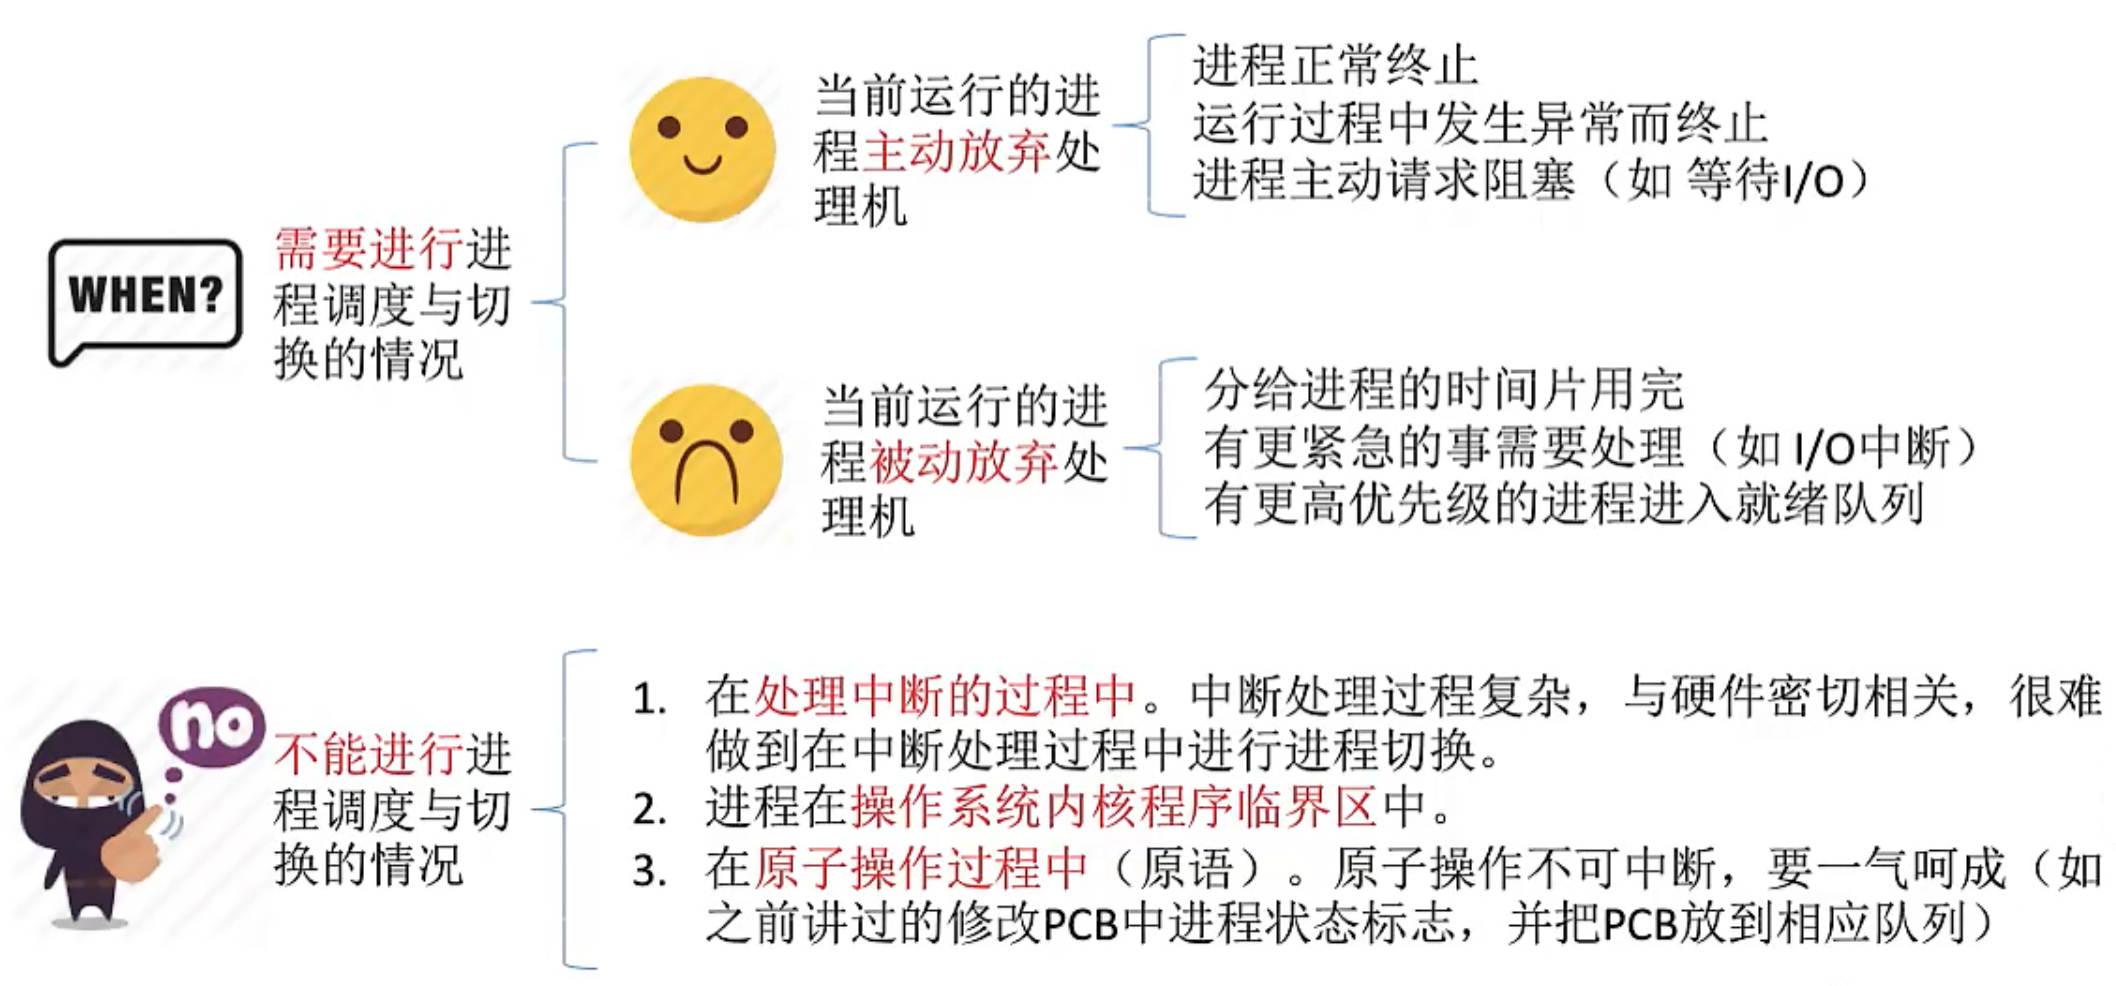 WHEN?
需要进行进
程调度与切
换的情况
当前运行的进
程主动放弃处
理机
进程正常终止
运行过程中发生异常而终止
进程主动请求阻塞（如 等待I/O）
当前运行的进
程被动放弃处
理机
分给进程的时间片用完
有更紧急的事需要处理（如 I/O中断）
有更高优先级的进程进入就绪队列
no
不能进行进
程调度与切
换的情况
1. 在处理中断的过程中。中断处理过程复杂，与硬件密切相关，很难
做到在中断处理过程中进行进程切换。
2. 进程在操作系统内核程序临界区中。
3. 在原子操作过程中（原语）。原子操作不可中断，要一气呵成（如
之前讲过的修改PCB中进程状态标志，并把PCB放到相应队列）